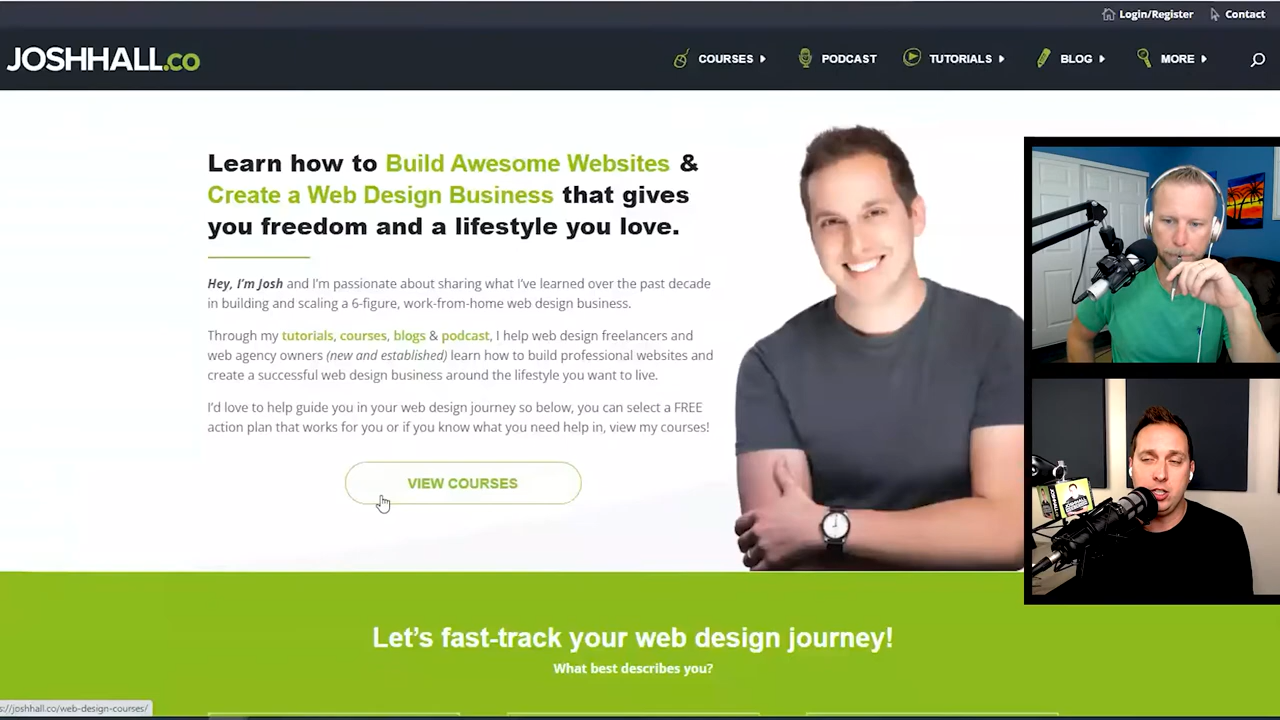 Login/Register Contact
JOSHHALL.co
COURSES PODCAST TUTORIALS BLOG MORE
Learn how to Build Awesome Websites &
Create a Web Design Business that gives
you freedom and a lifestyle you love.
Hey, I'm Josh and I'm passionate about sharing what I've learned over the past decade
in building and scaling a 6-figure, work-from-home web design business.
Through my tutorials, courses, blogs & podcast, I help web design freelancers and
web agency owners (new and established) learn how to build professional websites and
create a successful web design business around the lifestyle you want to live.
I'd love to help guide you in your web design journey so below, you can select a FREE
action plan that works for you or if you know what you need help in, view my courses!
VIEW COURSES
Let's fast-track your web design journey!
What best describes you?
s://joshhall.co/web-design-courses/